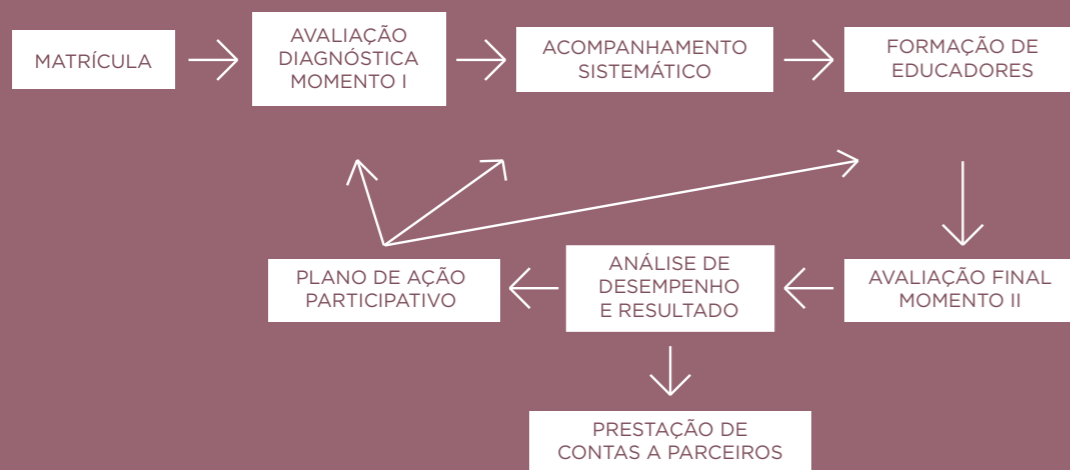 MATRÍCULA
AVALIAÇÃO
DIAGNÓSTICA
MOMENTO I
ACOMPANHAMENTO
SISTEMÁTICO
FORMAÇÃO DE
EDUCADORES
PLANO DE AÇÃO
PARTICIPATIVO
ANÁLISE DE
DESEMPENHO
E RESULTADO
AVALIAÇÃO FINAL
MOMENTO II
PRESTAÇÃO DE
CONTAS A PARCEIROS